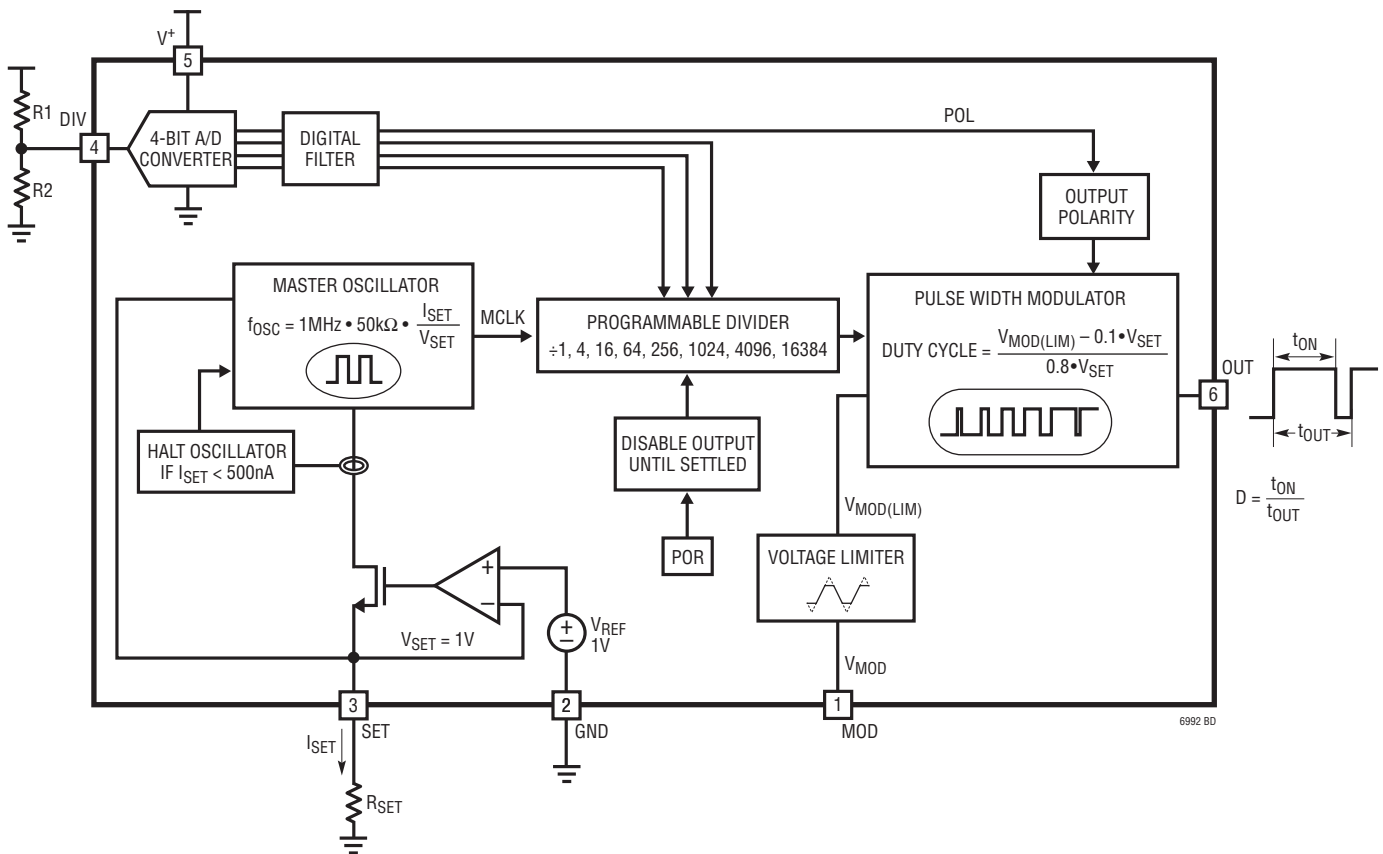 V+
5
R1
DIV
4
R2
4-BIT A/D
CONVERTER
DIGITAL
FILTER
POL
OUTPUT
POLARITY
MASTER OSCILLATOR
fOSC = 1MHz • 50kΩ • ISET
VSET
MCLK
PROGRAMMABLE DIVIDER
÷1, 4, 16, 64, 256, 1024, 4096, 16384
PULSE WIDTH MODULATOR
DUTY CYCLE = VMOD(LIM) – 0.1•VSET
0.8•VSET
OUT
6
tON
tOUT
D = tON
tOUT
HALT OSCILLATOR
IF ISET < 500nA
DISABLE OUTPUT
UNTIL SETTLED
POR
VMOD(LIM)
VOLTAGE LIMITER
VMOD
+
–
VSET = 1V
+
–
VREF
1V
3
SET
2
GND
1
MOD
6992 BD
ISET
RSET